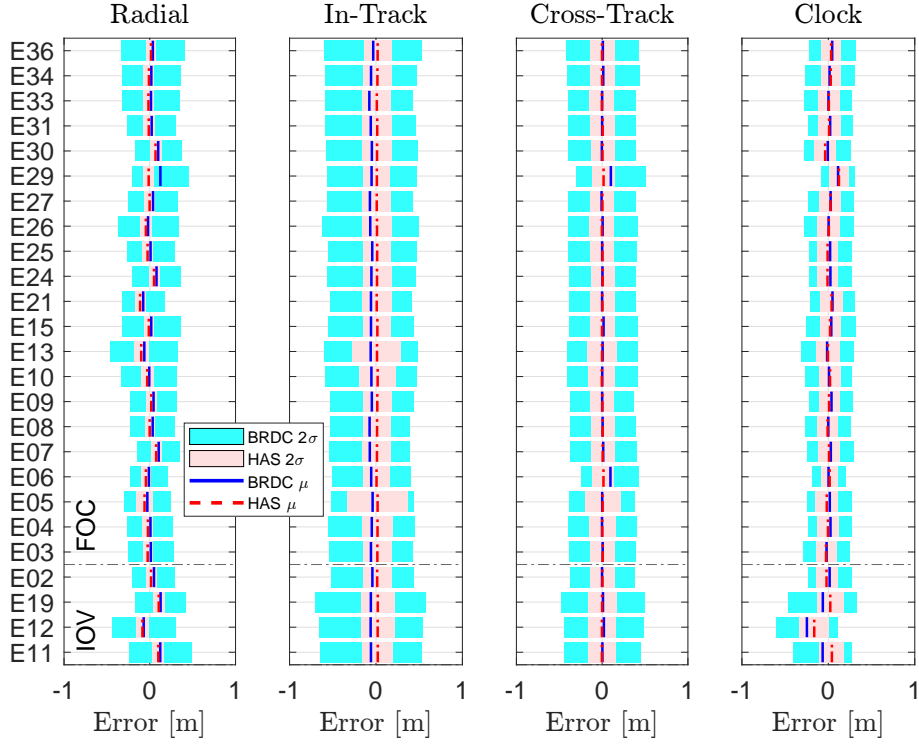 Radial In-Track Cross-Track Clock
E36
E34
E33
E31
E30
E29
E27
E26
E25
E24
E21
E15
E13
E10
E09
E08
E07
E06
E05
E04
E03
E02
E19
E12
E11
FOC
IOV
BRDC 2σ
HAS 2σ
BRDC μ
HAS μ
-1 0 1 -1 0 1 -1 0 1 -1 0 1
Error [m] Error [m] Error [m] Error [m]